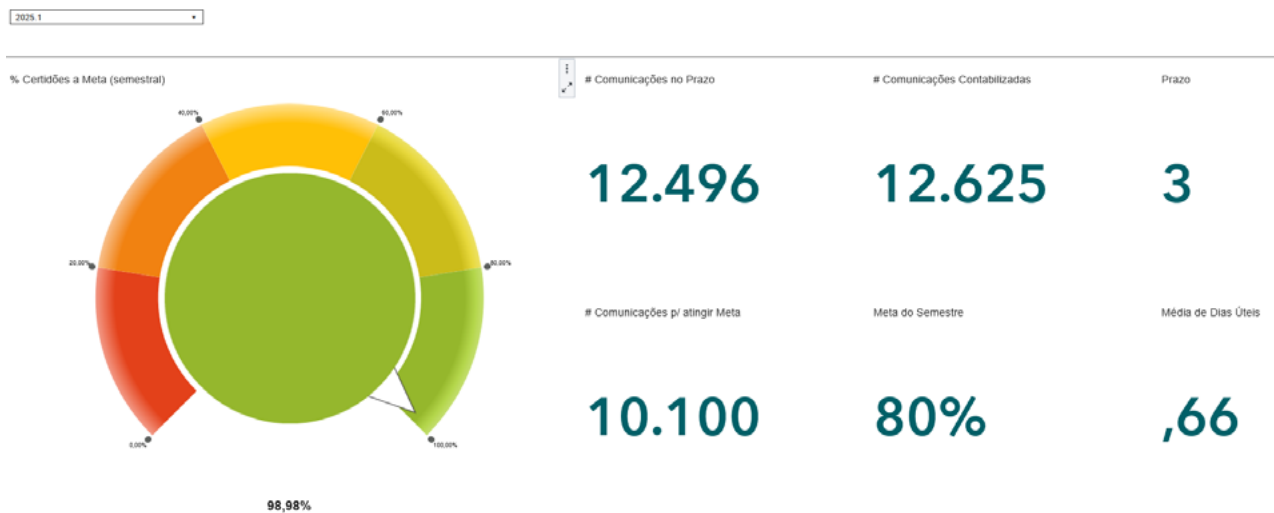 2025.1
% Certidões a Meta (semestral)
# Comunicações no Prazo
# Comunicações Contabilizadas
Prazo
40,00%
60,00%
12.496
12.625
3
20,00%
80,00%
# Comunicações p/ atingir Meta
Meta do Semestre
Média de Dias Úteis
10.100
80%
,66
0,00%
100,00%
98,98%